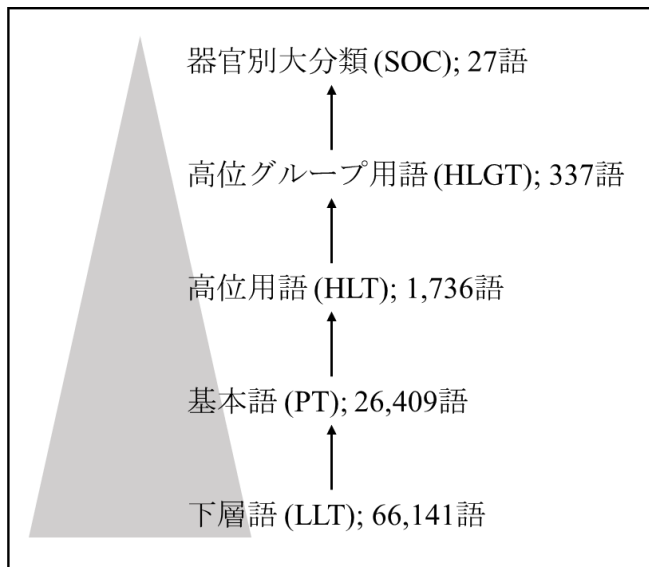 器官別大分類 (SOC); 27語
高位グループ用語 (HLGT); 337語
高位用語 (HLT); 1,736語
基本語 (PT); 26,409語
下層語 (LLT); 66,141語